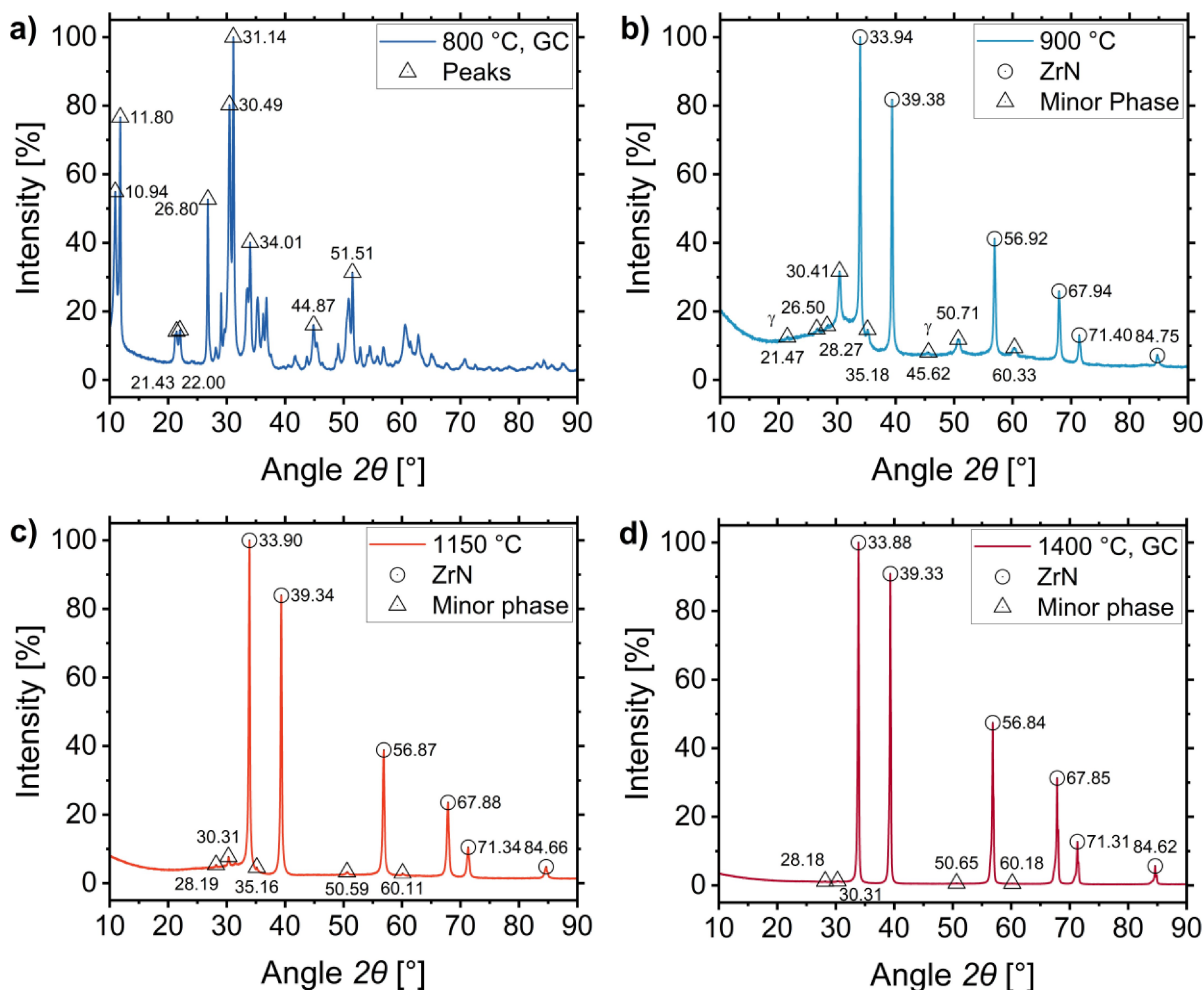 a)
800 °C, GC
Peaks
31.14
30.49
11.80
10.94
26.80
34.01
51.51
44.87
21.43 22.00
100
80
60
40
20
0
Intensity [%]
10 20 30 40 50 60 70 80 90
Angle 2θ [°]
b)
900 °C
ZrN
Minor Phase
33.94
39.38
56.92
30.41
26.50
γ
21.47
28.27
35.18
γ
45.62
50.71
60.33
67.94
71.40
84.75
100
80
60
40
20
0
Intensity [%]
10 20 30 40 50 60 70 80 90
Angle 2θ [°]
c)
1150 °C
ZrN
Minor phase
33.90
39.34
56.87
67.88
71.34
84.66
30.31
28.19
35.16
50.59
60.11
100
80
60
40
20
0
Intensity [%]
10 20 30 40 50 60 70 80 90
Angle 2θ [°]
d)
1400 °C, GC
ZrN
Minor phase
33.88
39.33
56.84
67.85
71.31
84.62
28.18
30.31
50.65
60.18
100
80
60
40
20
0
Intensity [%]
10 20 30 40 50 60 70 80 90
Angle 2θ [°]